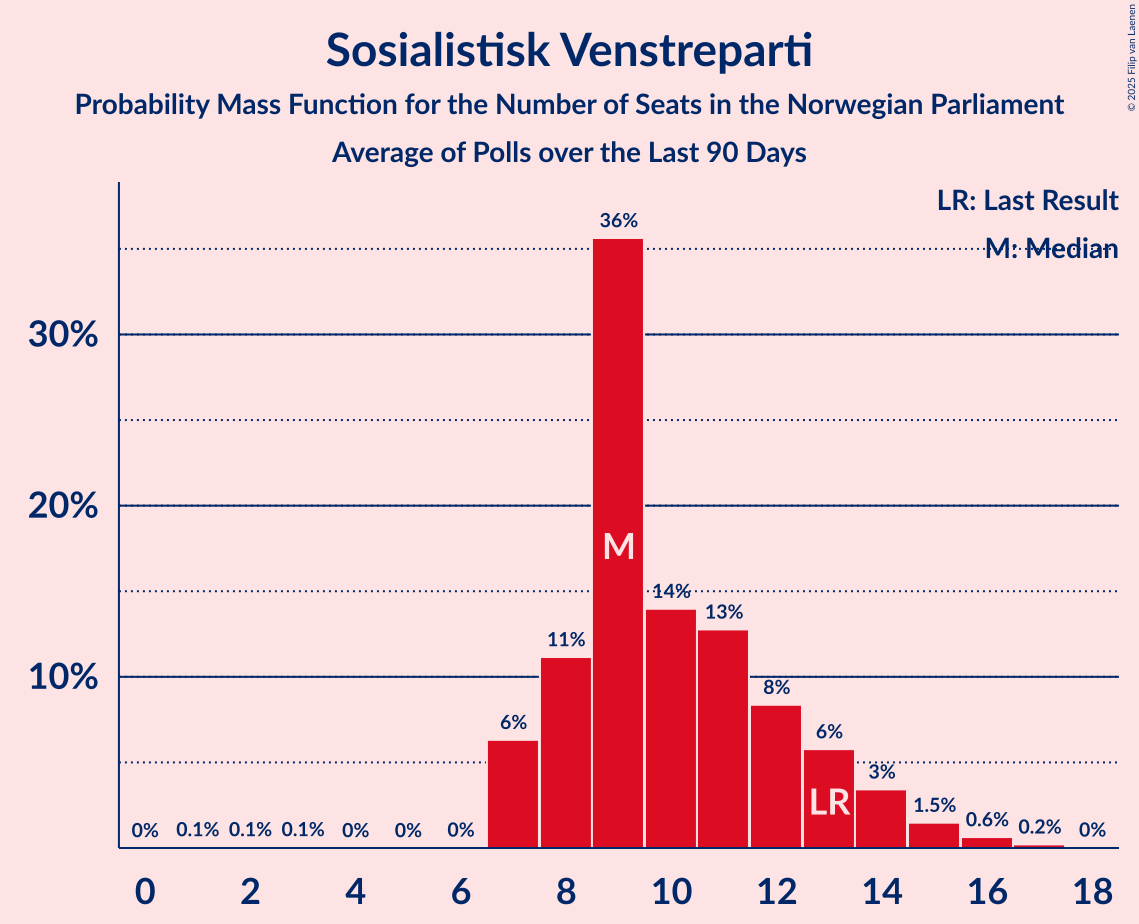 Sosialistisk Venstreparti
Probability Mass Function for the Number of Seats in the Norwegian Parliament
Average of Polls over the Last 90 Days
© 2025 Filip van Laenen
LR: Last Result
M: Median
30%
20%
10%
0%
0.1%
0.1%
0.1%
0%
0%
0%
6%
11%
36%
14%
13%
8%
6%
3%
1.5%
0.6%
0.2%
0%
M
LR
0 2 4 6 8 10 12 14 16 18